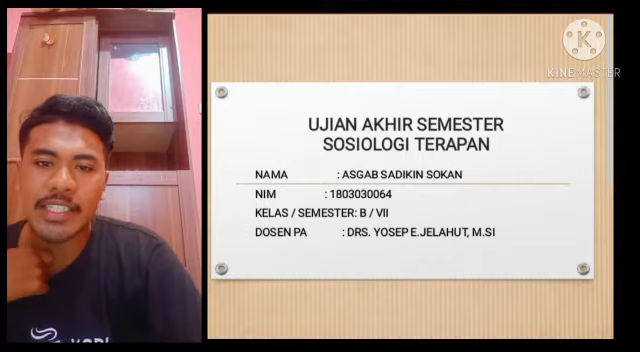 UJIAN AKHIR SEMESTER
SOSIOLOGI TERAPAN
NAMA : ASGAB SADIKIN SOKAN
NIM : 1803030064
KELAS / SEMESTER: B / VII
DOSEN PA : DRS. YOSEP E.JELAHUT, M.SI
K
KINEMASTER